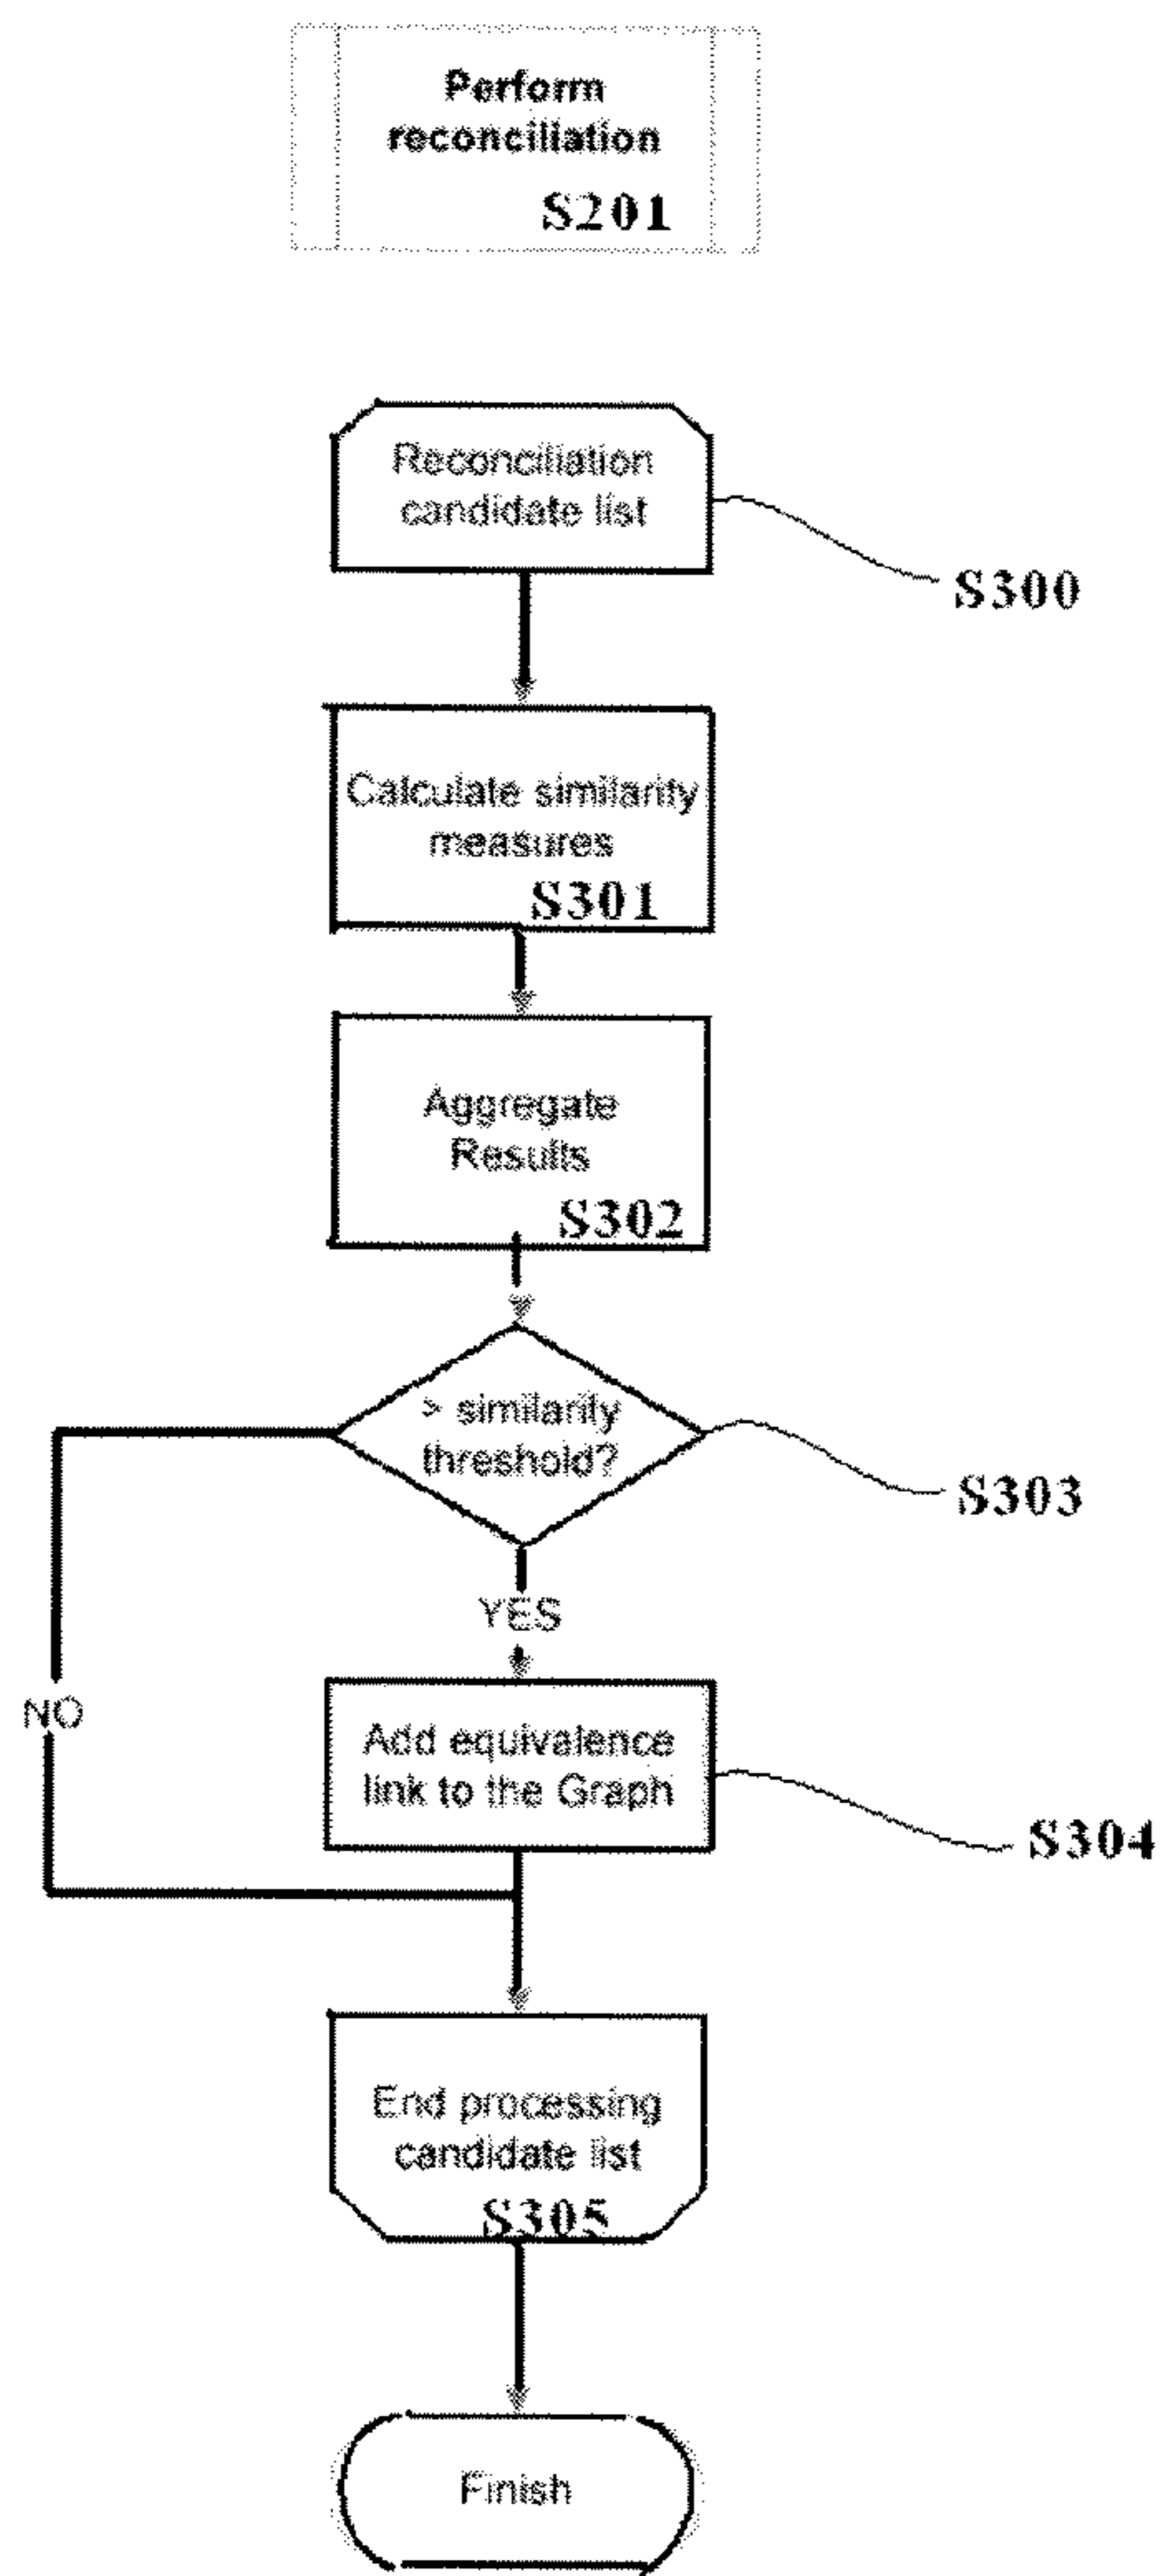 Perform
reconciliation
S201
Reconciliation
candidate list
S300
Calculate similarity
measures
S301
Aggregate
Results
S302
> similarity
threshold?
S303
YES
NO
Add equivalence
link to the Graph
S304
End processing
candidate list
S305
Finish